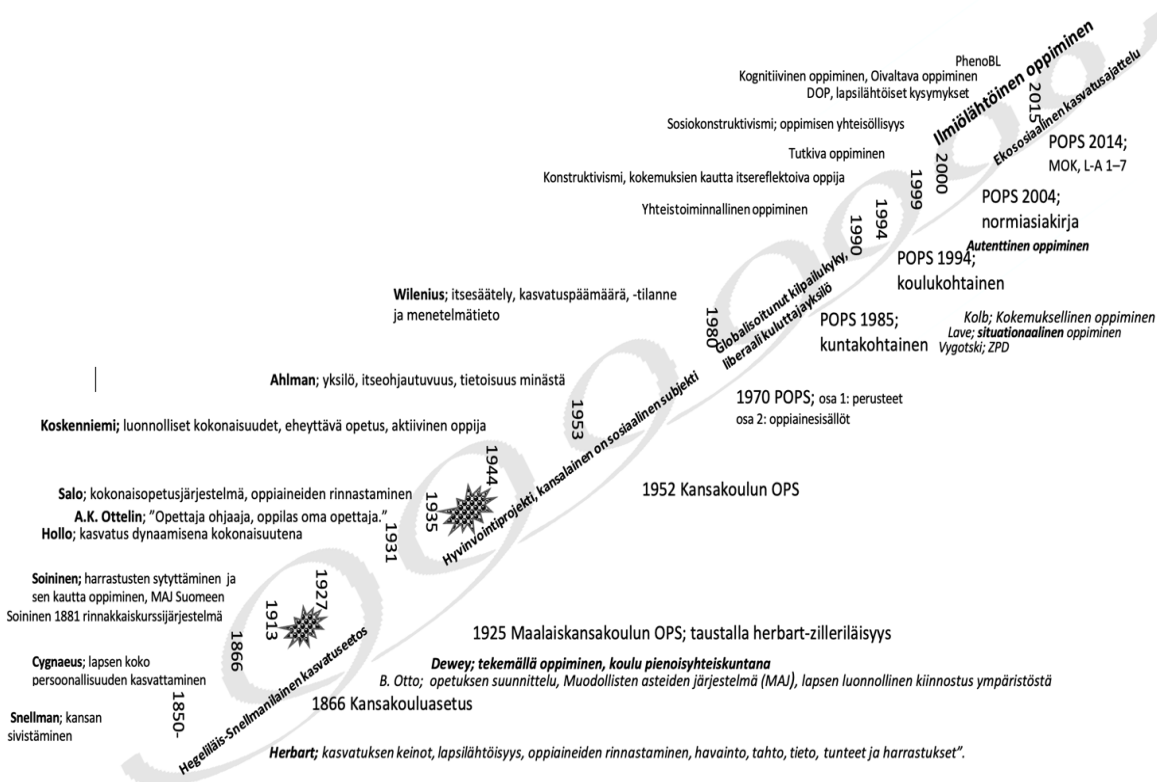 PhenoBL
Kognitiivinen oppiminen, Oivaltava oppiminen
DOP, lapsilähtöiset kysymykset
Ilmiölähtöinen oppiminen
2015
Ekososiaalinen kasvatusajattelu
Sosiokonstruktivismi; oppimisen yhteisöllisyys
POPS 2014;
MOK, L-A 1–7
Tutkiva oppiminen
2000
Konstruktivismi, kokemuksien kautta itsereflektoiva oppija
1999
POPS 2004;
normiasiakirja
Yhteistoiminnallinen oppiminen
1994
1990
Autenttinen oppiminen
POPS 1994;
koulukohtainen
Globalisoitunut kilpailukyky,
liberaali kuluttajayksilö
Wilenius; itsesäätely, kasvatuspäämäärä, -tilanne
ja menetelmätieto
1980
POPS 1985;
kuntakohtainen
Kolb; Kokemuksellinen oppiminen
Lave; situationaalinen oppiminen
Vygotski; ZPD
Ahlman; yksilö, itseohjautuvuus, tietoisuus minästä
1970 POPS; osa 1: perusteet
osa 2: oppiainesisällöt
1953
Koskenniemi; luonnolliset kokonaisuudet, eheyttävä opetus, aktiivinen oppija
Hyvinvointiprojekti, kansalainen on sosiaalinen subjekti
1944
1952 Kansakoulun OPS
Salo; kokonaisopetusjärjestelmä, oppiaineiden rinnastaminen
1935
A.K. Ottelin; ”Opettaja ohjaaja, oppilas oma opettaja.”
Hollo; kasvatus dynaamisena kokonaisuutena
1931
Soininen; harrastusten sytyttäminen ja
sen kautta oppiminen, MAJ Suomeen
Soininen 1881 rinnakkaiskurssijärjestelmä
1927
1913
1866
1925 Maalaiskansakoulun OPS; taustalla herbart-zilleriläisyys
Cygnaeus; lapsen koko
persoonallisuuden kasvattaminen
Dewey; tekemällä oppiminen, koulu pienoisyhteiskuntana
B. Otto; opetuksen suunnittelu, Muodollisten asteiden järjestelmä (MAJ), lapsen luonnollinen kiinnostus ympäristöstä
1850-
Hegeliläis-Snellmanilainen kasvatuseetos
1866 Kansakouluasetus
Snellman; kansan
sivistäminen
Herbart; kasvatuksen keinot, lapsilähtöisyys, oppiaineiden rinnastaminen, havainto, tahto, tieto, tunteet ja harrastukset”.